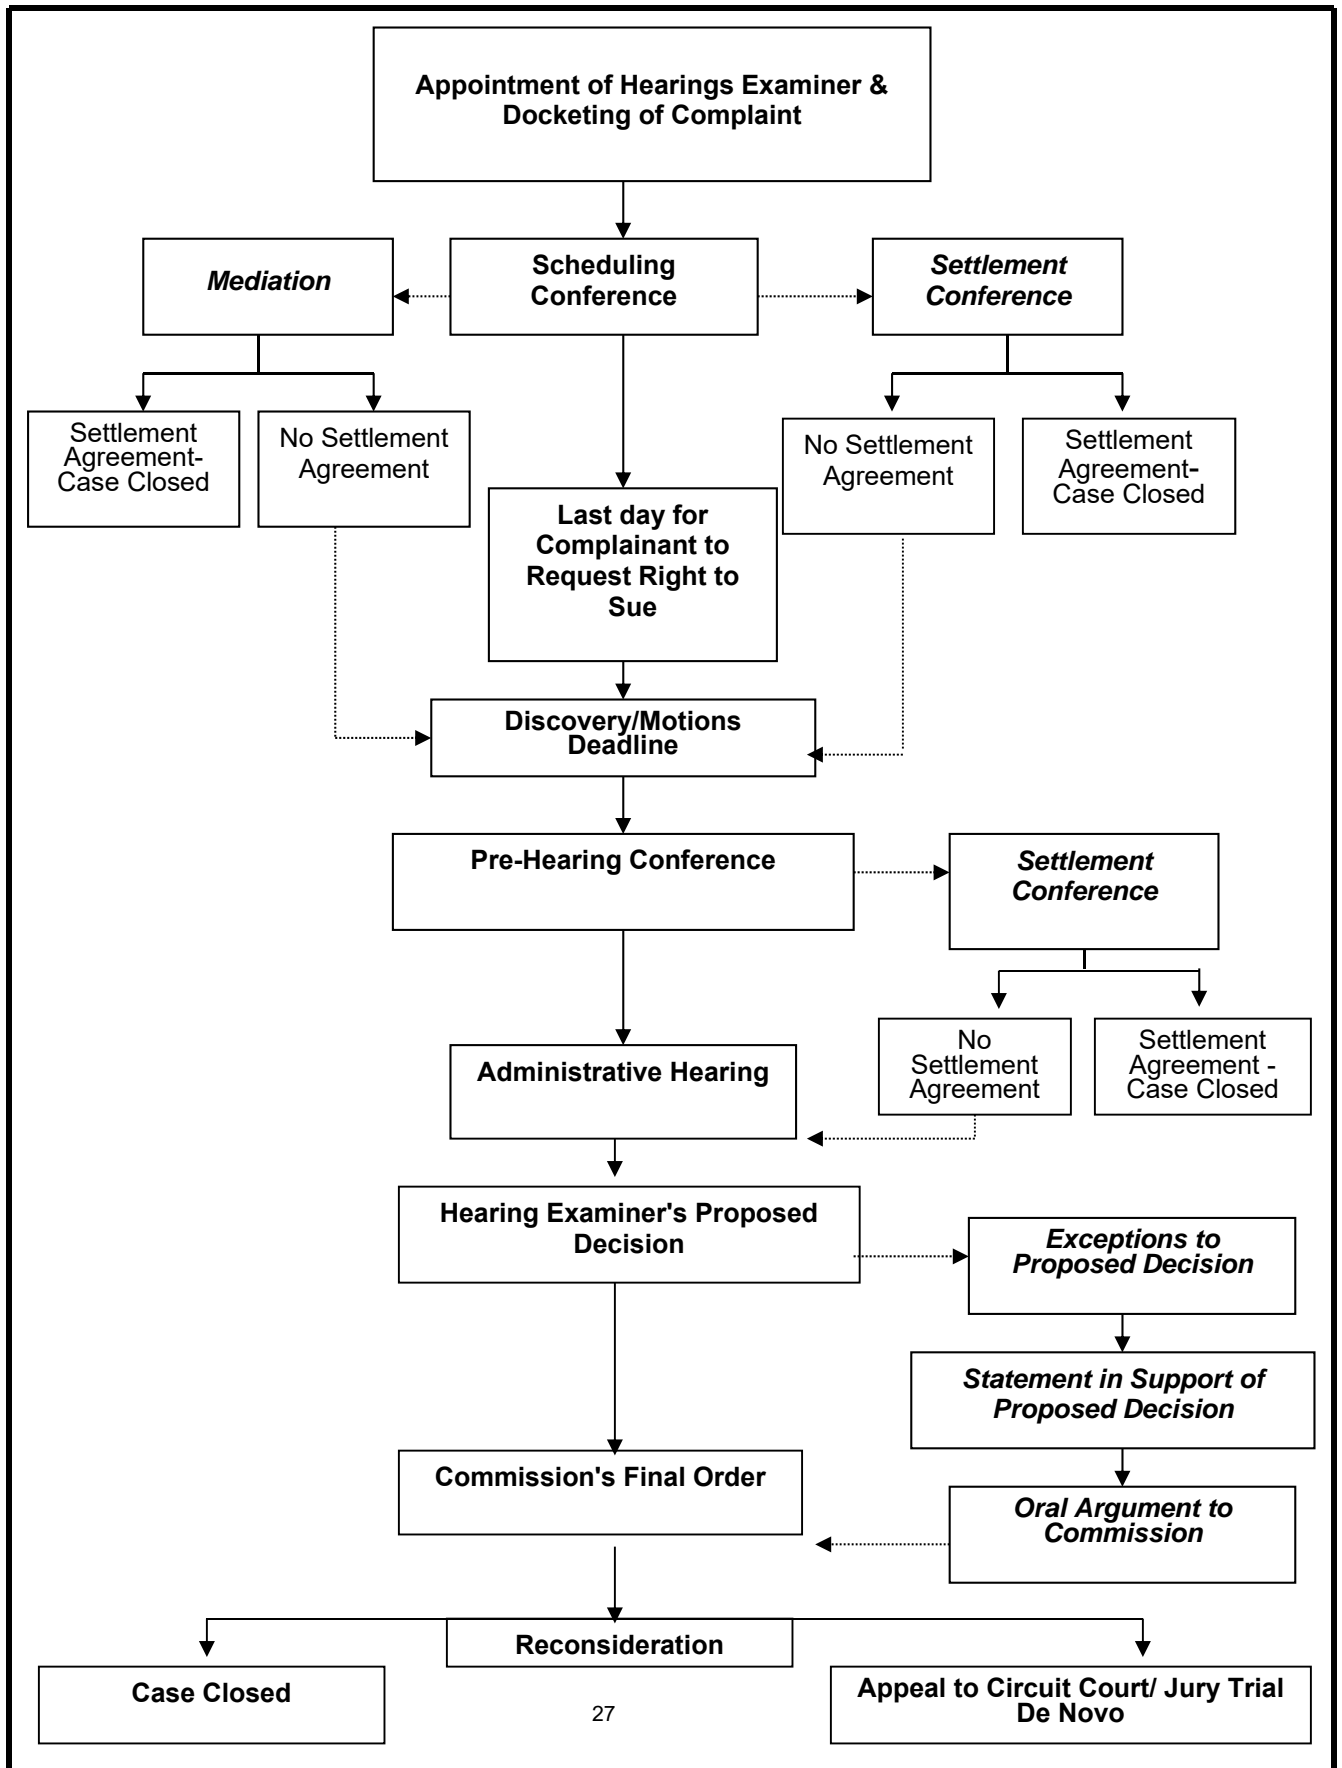 Appointment of Hearings Examiner &
Docketing of Complaint
Mediation
Scheduling
Conference
Settlement
Conference
Settlement
Agreement-
Case Closed
No Settlement
Agreement
No Settlement
Agreement
Settlement
Agreement-
Case Closed
Last day for
Complainant to
Request Right to
Sue
Discovery/Motions
Deadline
Pre-Hearing Conference
Settlement
Conference
No
Settlement
Agreement
Settlement
Agreement -
Case Closed
Administrative Hearing
Hearing Examiner's Proposed
Decision
Exceptions to
Proposed Decision
Statement in Support of
Proposed Decision
Commission's Final Order
Oral Argument to
Commission
Reconsideration
Case Closed
Appeal to Circuit Court/ Jury Trial
De Novo
27